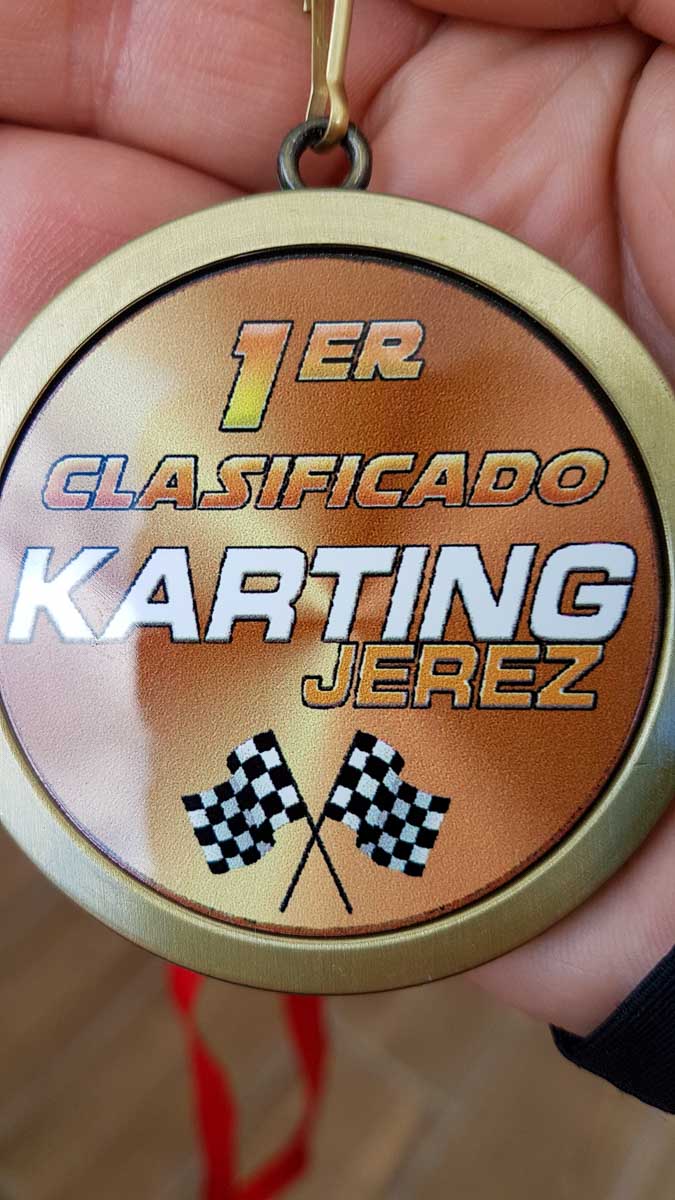 1ER
CLASIFICADO
KARTING
JEREZ